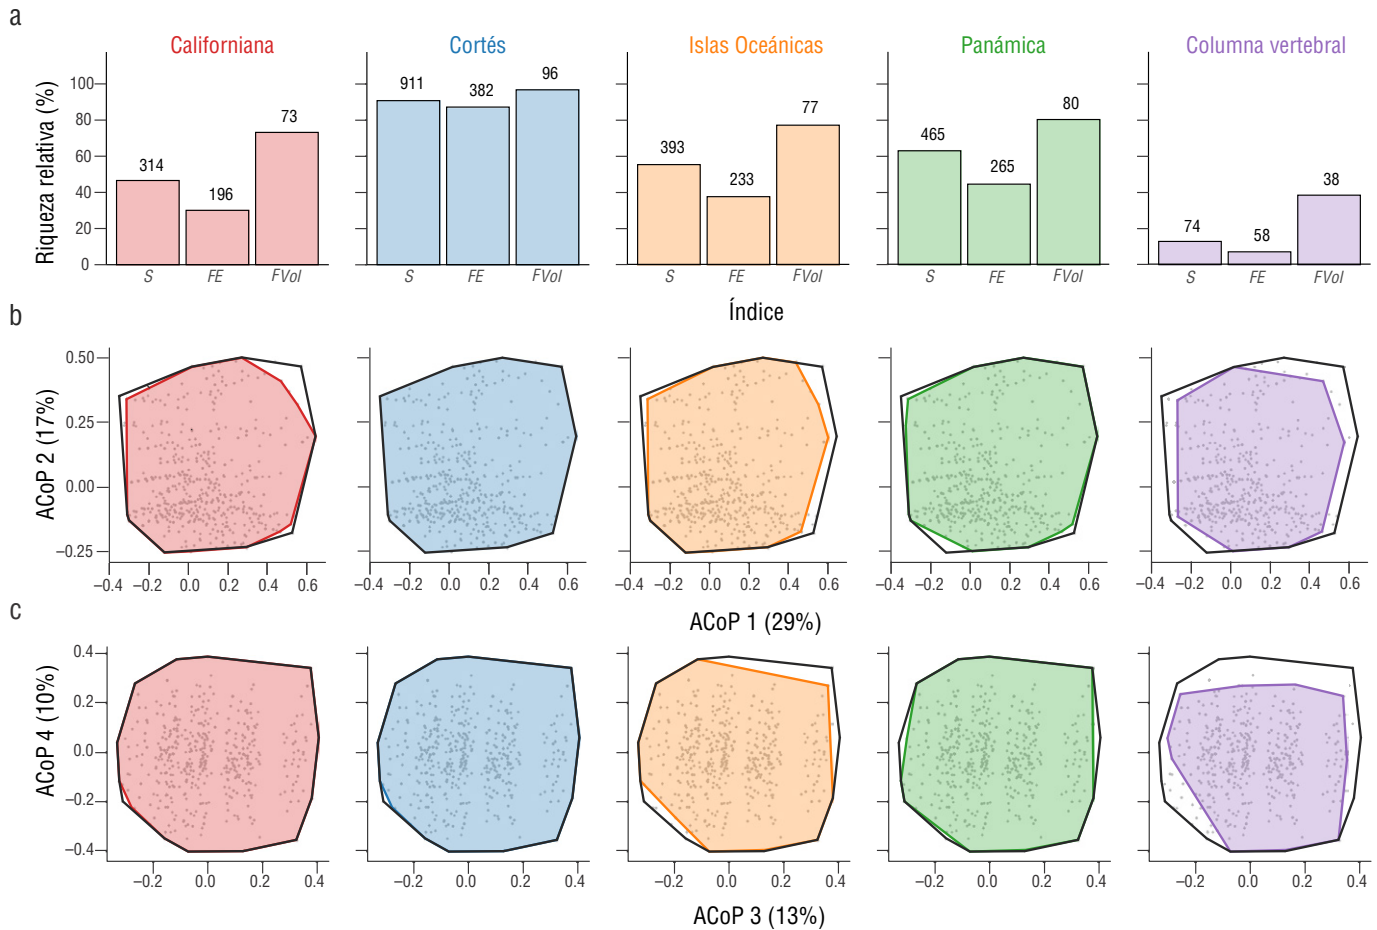 a
Californiana
Cortés
Islas Oceánicas
Panámica
Columna vertebral
Riqueza relativa (%)
100
80
60
40
20
0
314
196
73
911
382
96
393
233
77
465
265
80
74
58
38
S FE FVol
S FE FVol
S FE FVol
S FE FVol
S FE FVol
Índice
b
ACoP 2 (17%)
0.50
0.25
0.00
−0.25
−0.4 −0.2 0.0 0.2 0.4 0.6
−0.4 −0.2 0.0 0.2 0.4 0.6
−0.4 −0.2 0.0 0.2 0.4 0.6
−0.4 −0.2 0.0 0.2 0.4 0.6
−0.4 −0.2 0.0 0.2 0.4 0.6
ACoP 1 (29%)
c
ACoP 4 (10%)
0.4
0.2
0.0
−0.2
−0.4
−0.2 0.0 0.2 0.4
−0.2 0.0 0.2 0.4
−0.2 0.0 0.2 0.4
−0.2 0.0 0.2 0.4
−0.2 0.0 0.2 0.4
ACoP 3 (13%)